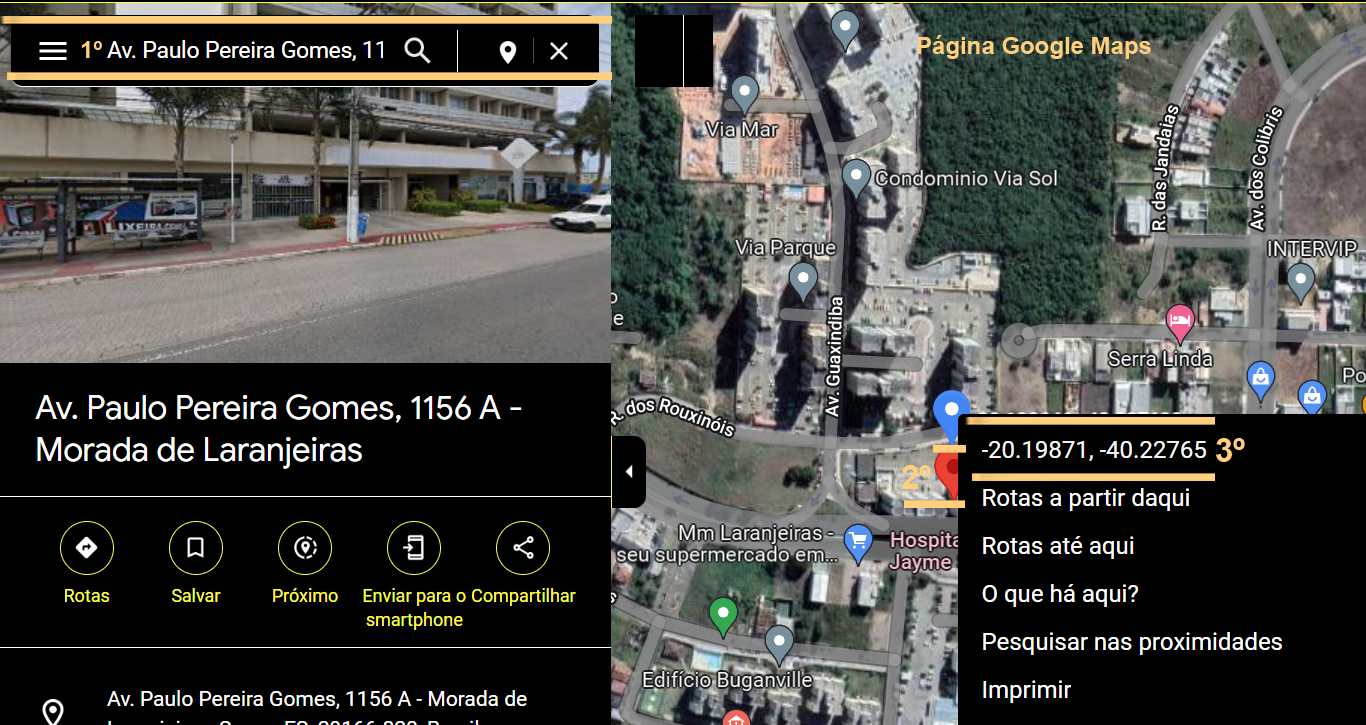 1º Av. Paulo Pereira Gomes, 11
Página Google Maps
Via Mar
Condominio Via Sol
Via Parque
Av. Guaxindiba
R. das Jandaias
Av. dos Colibris
INTERVIP
Serra Linda
Po
e
R. dos Rouxinóis
LIXEIRA
Av. Paulo Pereira Gomes, 1156 A -
Morada de Laranjeiras
Rotas
Salvar
Próximo
Enviar para o
smartphone
Compartilhar
2º
-20.19871, -40.22765 3º
Rotas a partir daqui
Rotas até aqui
O que há aqui?
Pesquisar nas proximidades
Imprimir
Mm Laranjeiras -
seu supermercado em...
Hospita
Jayme
Edifício Buganville
Av. Paulo Pereira Gomes, 1156 A - Morada de